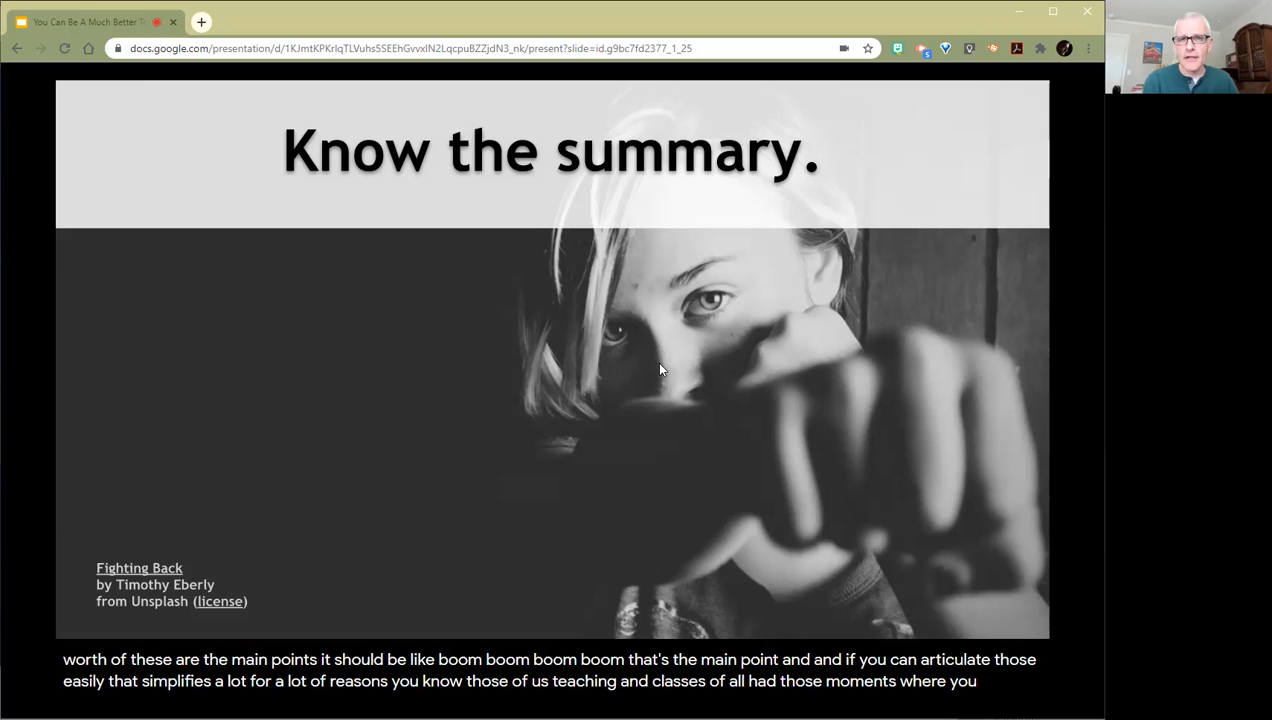 You Can Be A Much Better T
docs.google.com/presentation/d/1KJmtKPKrIqTLVuhs5SEEhGvvxlN2LqcpuBZZjdN3_nk/present?slide=id.g9bc7fd2377_1_25
5
Know the summary.
Fighting Back
by Timothy Eberly
from Unsplash (license)
worth of these are the main points it should be like boom boom boom boom that's the main point and and if you can articulate those
easily that simplifies a lot for a lot of reasons you know those of us teaching and classes of all had those moments where you